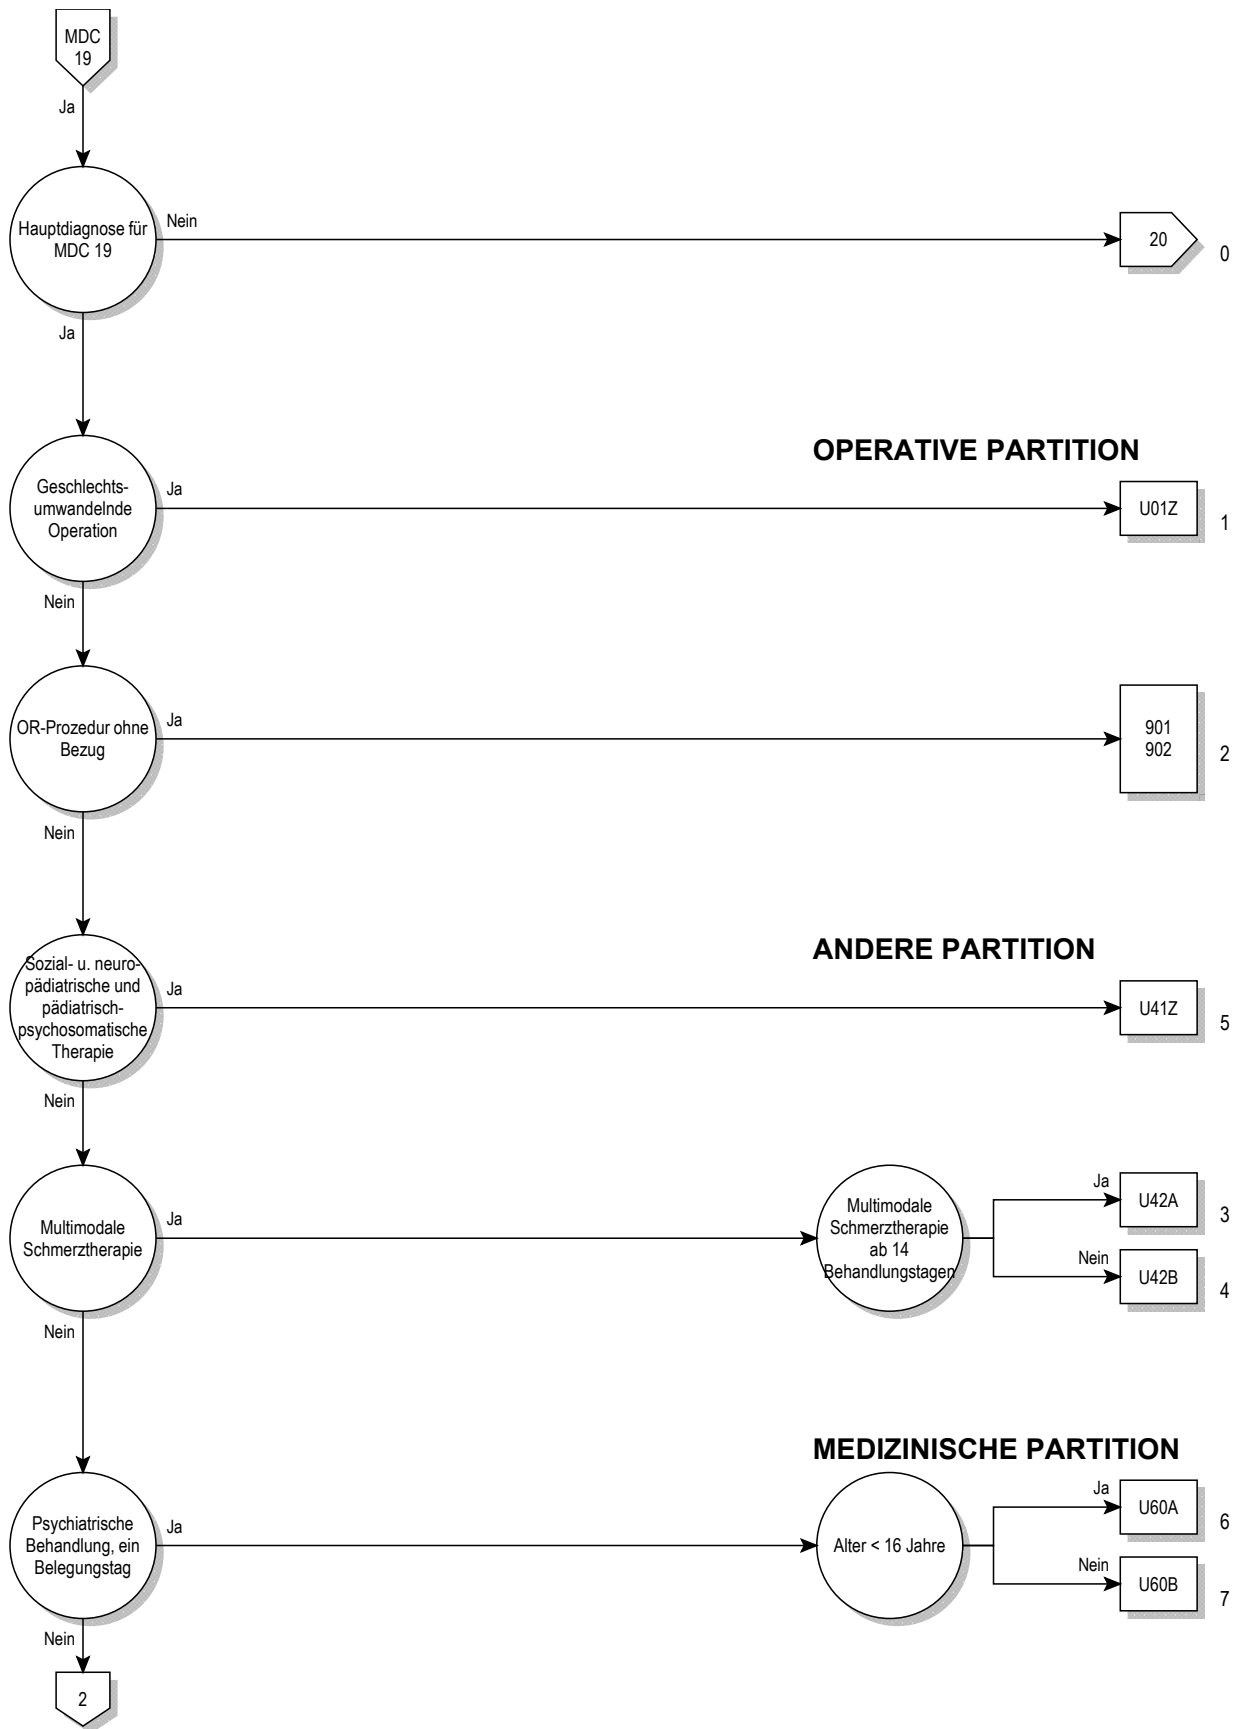 MDC
19
Ja
Hauptdiagnose für
MDC 19
Nein
20
0
Ja
OPERATIVE PARTITION
Geschlechts-
umwandelnde
Operation
Ja
U01Z
1
Nein
OR-Prozedur ohne
Bezug
Ja
901
902
2
Nein
ANDERE PARTITION
Sozial- u. neuro-
pädiatrische und
pädiatrisch-
psychosomatische
Therapie
Ja
U41Z
5
Nein
Multimodale
Schmerztherapie
Ja
Multimodale
Schmerztherapie
ab 14
Behandlungstagen
Ja
U42A
3
Nein
U42B
4
Nein
MEDIZINISCHE PARTITION
Psychiatrische
Behandlung, ein
Belegungstag
Ja
Alter < 16 Jahre
Ja
U60A
6
Nein
U60B
7
Nein
2